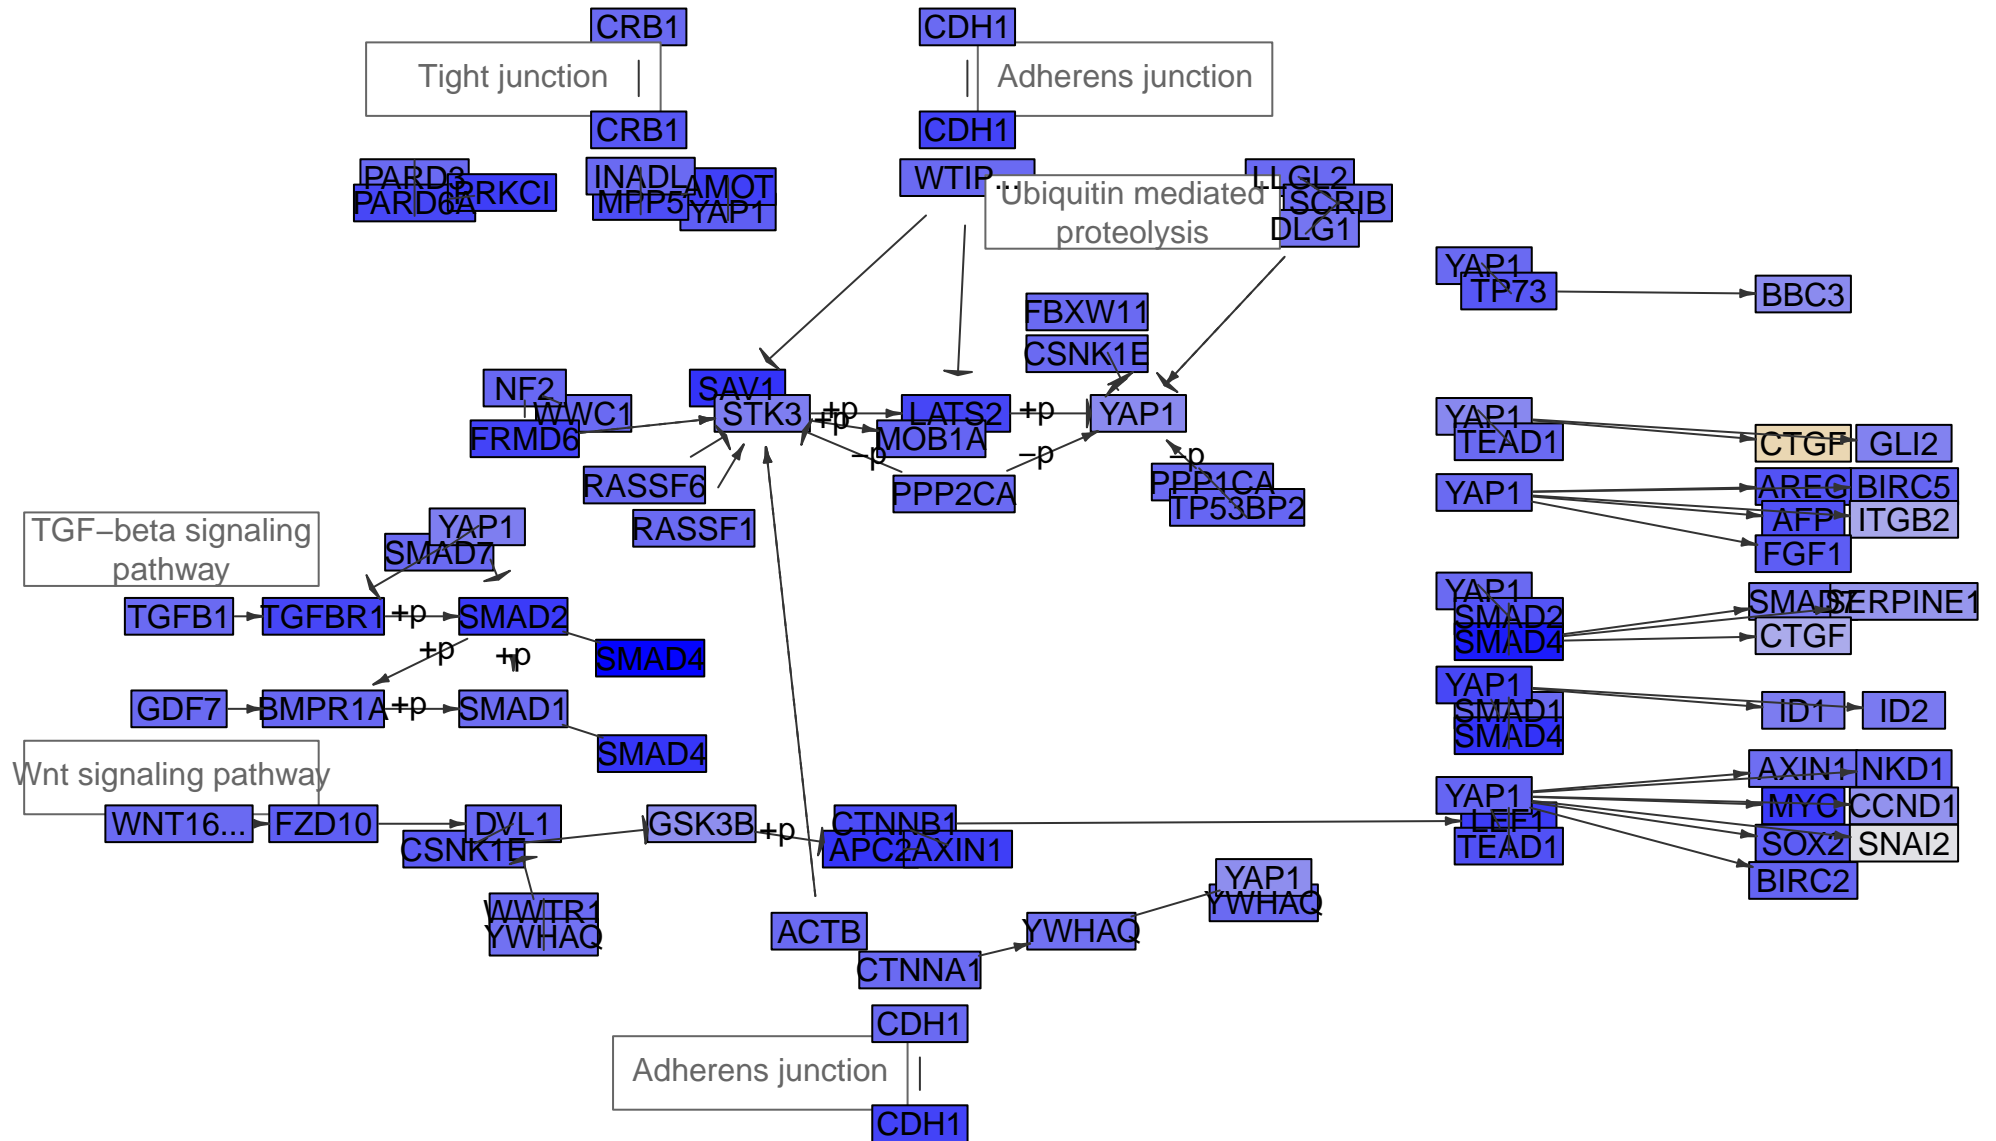 CRB1
CDH1
Tight junction
Adherens junction
CRB1
CDH1
PARD3
PARD6A
PRKCI
INADL
MPP5
AMOT
YAP1
WTIP...
Ubiquitin mediated
proteolysis
LLGL2
SCRIB
DLG1
YAP1
TP73
BBC3
FBXW11
CSNK1E
NF2
WWC1
FRMD6
SAV1
STK3
+p
+p
LATS2
MOB1A
+p
YAP1
−p
−p
−p
RASSF6
RASSF1
PPP2CA
PPP1CA
TP53BP2
YAP1
TEAD1
CTGF
GLI2
YAP1
AREG
BIRC5
AFP
ITGB2
FGF1
TGF−beta signaling
pathway
YAP1
SMAD7
TGFB1
TGFBR1
+p
SMAD2
+p
+p
SMAD4
GDF7
BMPR1A
+p
SMAD1
SMAD4
YAP1
SMAD2
SMAD4
SMAD7
SERPINE1
CTGF
YAP1
SMAD1
SMAD4
ID1
ID2
Wnt signaling pathway
WNT16...
FZD10
DVL1
CSNK1E
GSK3B
+p
CTNNB1
APC2
AXIN1
YAP1
LEF1
TEAD1
AXIN1
NKD1
MYC
CCND1
SOX2
SNAI2
BIRC2
WWTR1
YWHAQ
ACTB
CTNNA1
YWHAQ
YAP1
YWHAQ
CDH1
Adherens junction
CDH1